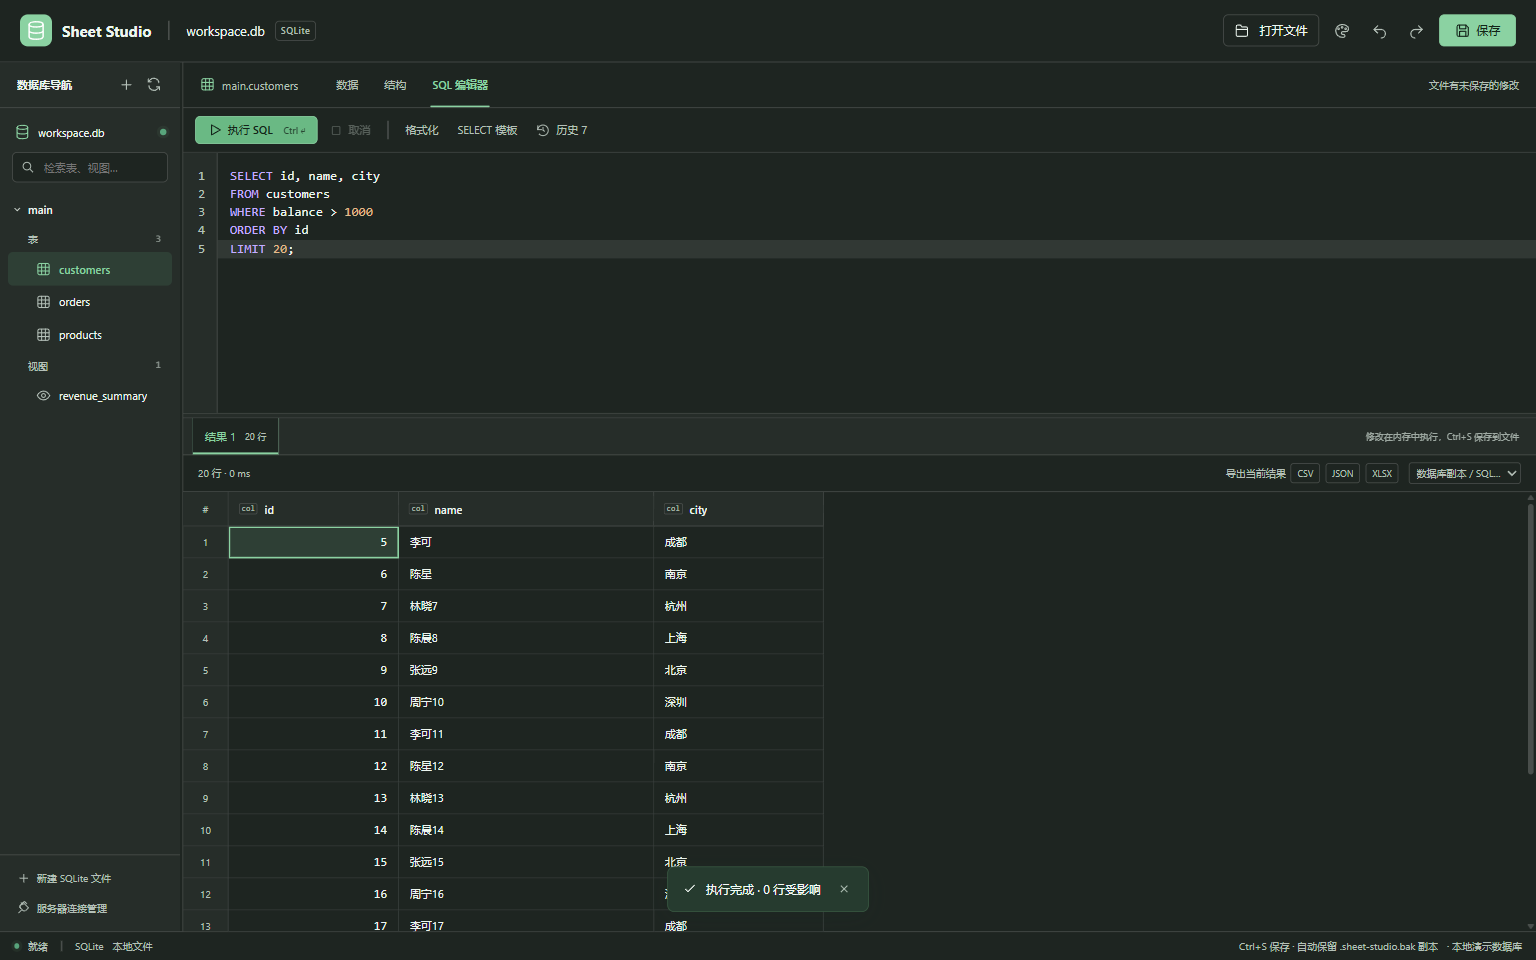 Sheet Studio workspace.db SQLite 打开文件 保存
数据库导航
main.customers 数据 结构 SQL 编辑器 文件有未保存的修改
workspace.db
检索表、视图...
main
表 3
customers
orders
products
视图 1
revenue_summary
新建 SQLite 文件
服务器连接管理
执行 SQL Ctrl ↵ 取消 格式化 SELECT 模板 历史 7
1 SELECT id, name, city
2 FROM customers
3 WHERE balance > 1000
4 ORDER BY id
5 LIMIT 20;
结果 1 20 行 修改在内存中执行，Ctrl+S 保存到文件
20 行 · 0 ms 导出当前结果 CSV JSON XLSX 数据库副本 / SQL...
# col id col name col city
1 5 李可 成都
2 6 陈星 南京
3 7 林晓7 杭州
4 8 陈晨8 上海
5 9 张远9 北京
6 10 周宁10 深圳
7 11 李可11 成都
8 12 陈星12 南京
9 13 林晓13 杭州
10 14 陈晨14 上海
11 15 张远15 北京
12 16 周宁16
13 17 李可17 成都
执行完成 · 0 行受影响
就绪 SQLite 本地文件 Ctrl+S 保存 · 自动保留 .sheet-studio.bak 副本 · 本地演示数据库